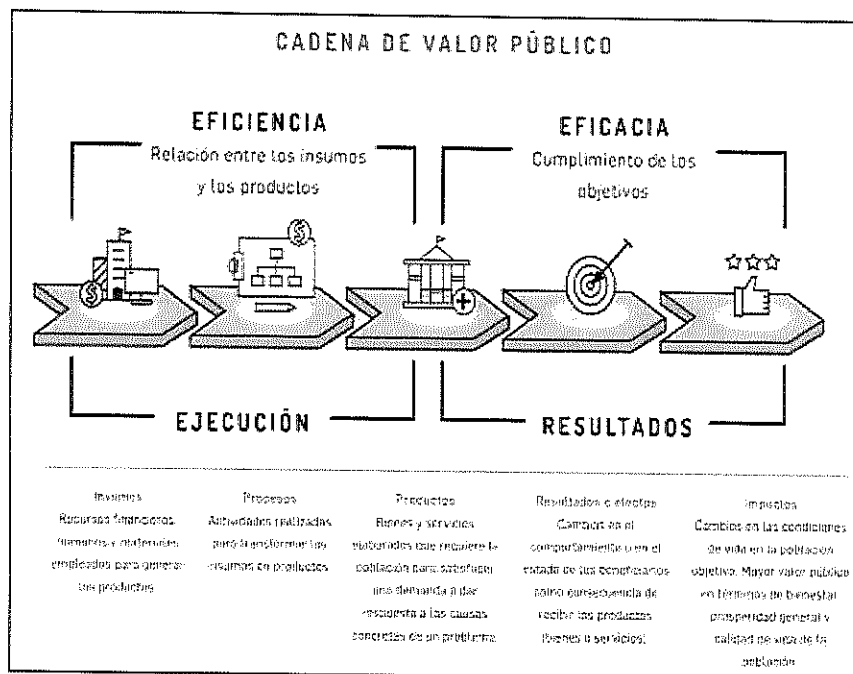 CADENA DE VALOR PÚBLICO
EFICIENCIA
Relación entre los insumos
y los productos
EFICACIA
Cumplimiento de los
objetivos
EJECUCIÓN
RESULTADOS
Insumos
Recursos financieros,
humanos y materiales
empleados para generar
los productos
Procesos
Actividades realizadas
para transformar los
insumos en productos
Productos
Bienes y servicios
elaborados que requiere la
población para satisfacer
una demanda o dar
respuesta a las causas
concretas de un problema
Resultados o efectos
Cambios en el
comportamiento o en el
estado de los beneficiarios
como consecuencia de
recibir los productos
(bienes o servicios)
Impactos
Cambios en las condiciones
de vida en la población
objetivo. Mayor valor público
en términos de bienestar
prosperidad general y
calidad de vida de la
población